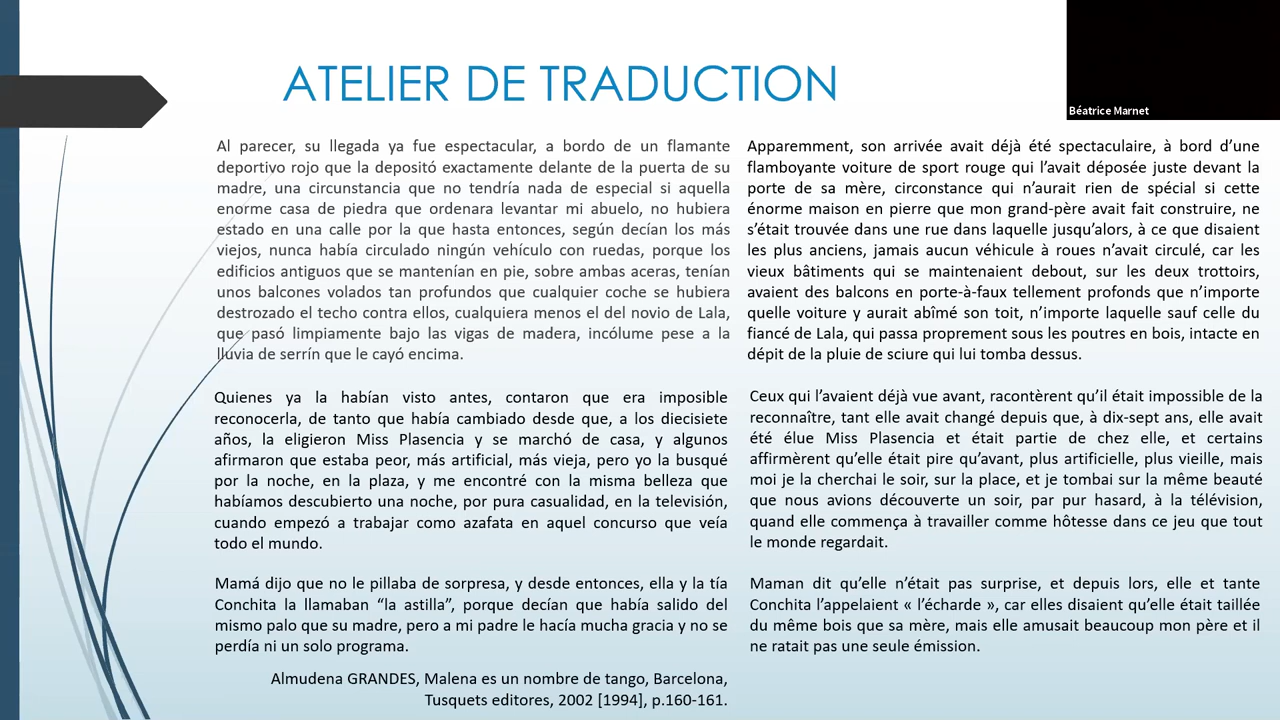 ATELIER DE TRADUCTION
Béatrice Marnet
Al parecer, su llegada ya fue espectacular, a bordo de un flamante
deportivo rojo que la depositó exactamente delante de la puerta de su
madre, una circunstancia que no tendría nada de especial si aquella
enorme casa de piedra que ordenara levantar mi abuelo, no hubiera
estado en una calle por la que hasta entonces, según decían los más
viejos, nunca había circulado ningún vehículo con ruedas, porque los
edificios antiguos que se mantenían en pie, sobre ambas aceras, tenían
unos balcones volados tan profundos que cualquier coche se hubiera
destrozado el techo contra ellos, cualquiera menos el del novio de Lala,
que pasó limpiamente bajo las vigas de madera, incólume pese a la
lluvia de serrín que le cayó encima.
Quienes ya la habían visto antes, contaron que era imposible
reconocerla, de tanto que había cambiado desde que, a los diecisiete
años, la eligieron Miss Plasencia y se marchó de casa, y algunos
afirmaron que estaba peor, más artificial, más vieja, pero yo la busqué
por la noche, en la plaza, y me encontré con la misma belleza que
habíamos descubierto una noche, por pura casualidad, en la televisión,
cuando empezó a trabajar como azafata en aquel concurso que veía
todo el mundo.
Mamá dijo que no le pillaba de sorpresa, y desde entonces, ella y la tía
Conchita la llamaban “la astilla”, porque decían que había salido del
mismo palo que su madre, pero a mi padre le hacía mucha gracia y no se
perdía ni un solo programa.
Almudena GRANDES, Malena es un nombre de tango, Barcelona,
Tusquets editores, 2002 [1994], p.160-161.
Apparemment, son arrivée avait déjà été spectaculaire, à bord d’une
flamboyante voiture de sport rouge qui l’avait déposée juste devant la
porte de sa mère, circonstance qui n’aurait rien de spécial si cette
énorme maison en pierre que mon grand-père avait fait construire, ne
s’était trouvée dans une rue dans laquelle jusqu’alors, à ce que disaient
les plus anciens, jamais aucun véhicule à roues n’avait circulé, car les
vieux bâtiments qui se maintenaient debout, sur les deux trottoirs,
avaient des balcons en porte-à-faux tellement profonds que n’importe
quelle voiture y aurait abîmé son toit, n’importe laquelle sauf celle du
fiancé de Lala, qui passa proprement sous les poutres en bois, intacte en
dépit de la pluie de sciure qui lui tomba dessus.
Ceux qui l’avaient déjà vue avant, racontèrent qu’il était impossible de la
reconnaître, tant elle avait changé depuis que, à dix-sept ans, elle avait
été élue Miss Plasencia et était partie de chez elle, et certains
affirmèrent qu’elle était pire qu’avant, plus artificielle, plus vieille, mais
moi je la cherchai le soir, sur la place, et je tombai sur la même beauté
que nous avions découverte un soir, par pur hasard, à la télévision,
quand elle commença à travailler comme hôtesse dans ce jeu que tout
le monde regardait.
Maman dit qu’elle n’était pas surprise, et depuis lors, elle et tante
Conchita l’appelaient « l’écharde », car elles disaient qu’elle était taillée
du même bois que sa mère, mais elle amusait beaucoup mon père et il
ne ratait pas une seule émission.